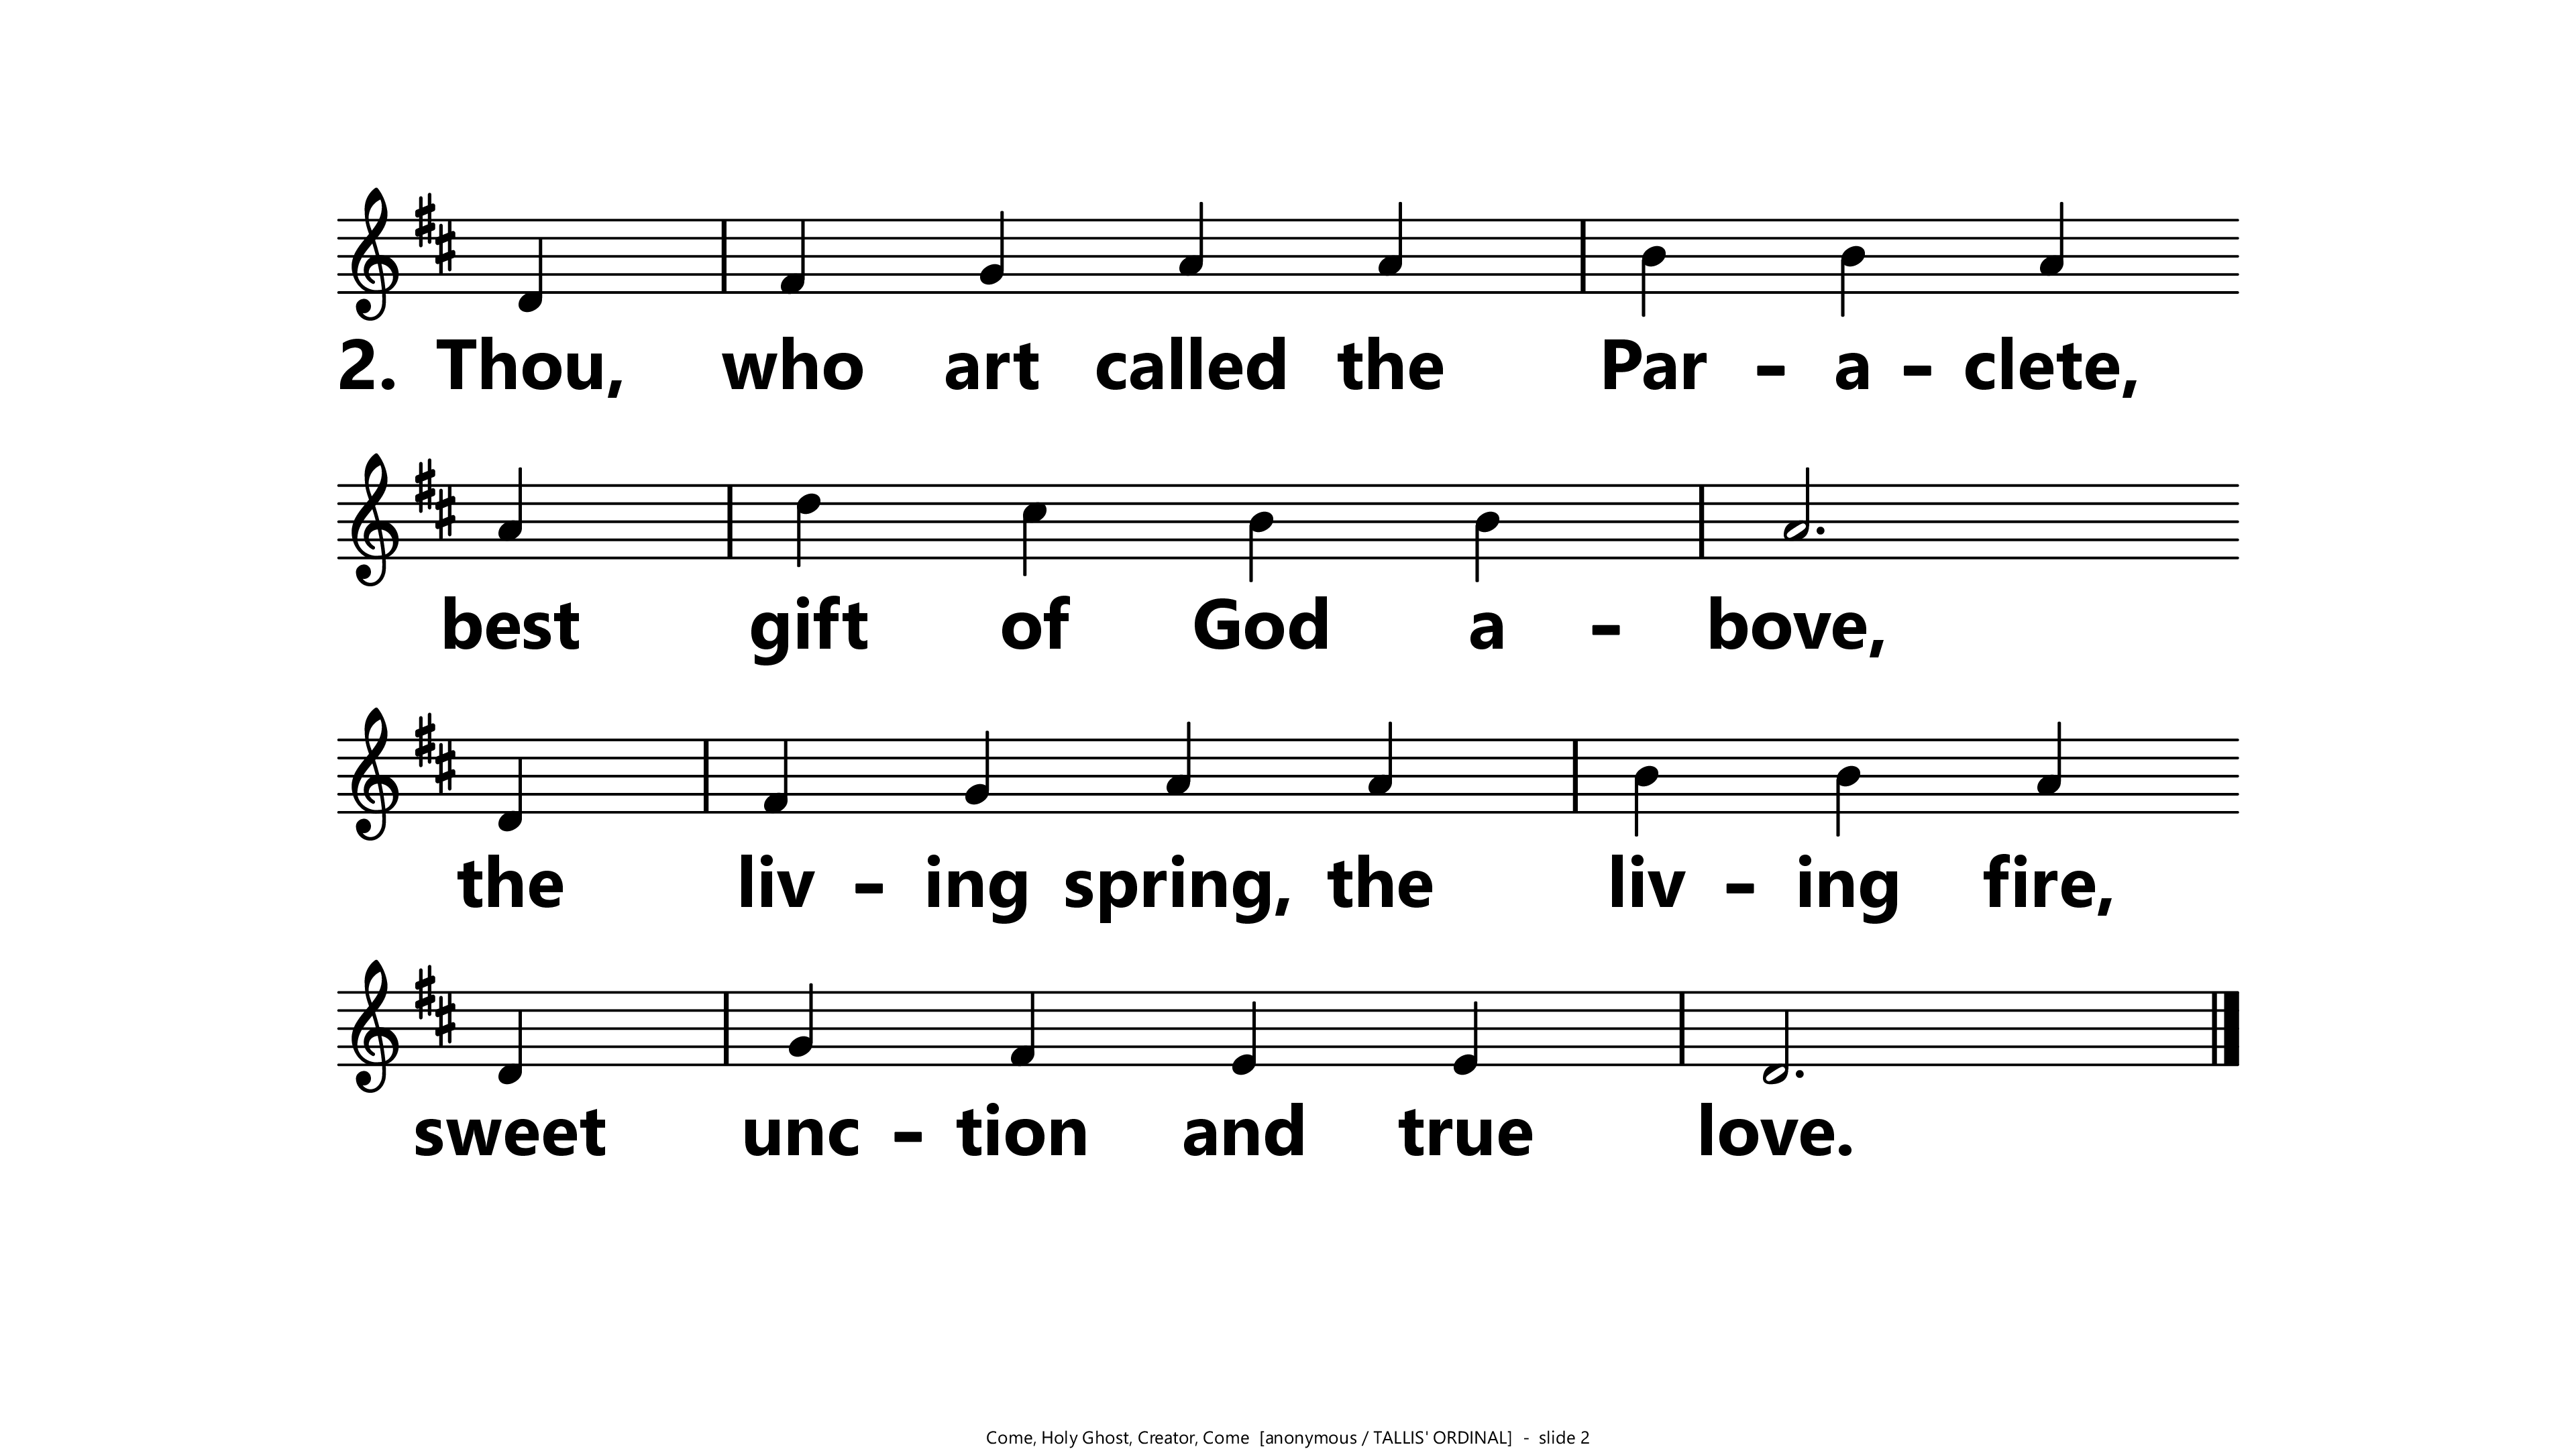 2. Thou, who art called the Par - a - clete,
best gift of God a - bove,
the liv - ing spring, the liv - ing fire,
sweet unc - tion and true love.
Come, Holy Ghost, Creator, Come [anonymous / TALLIS' ORDINAL] - slide 2